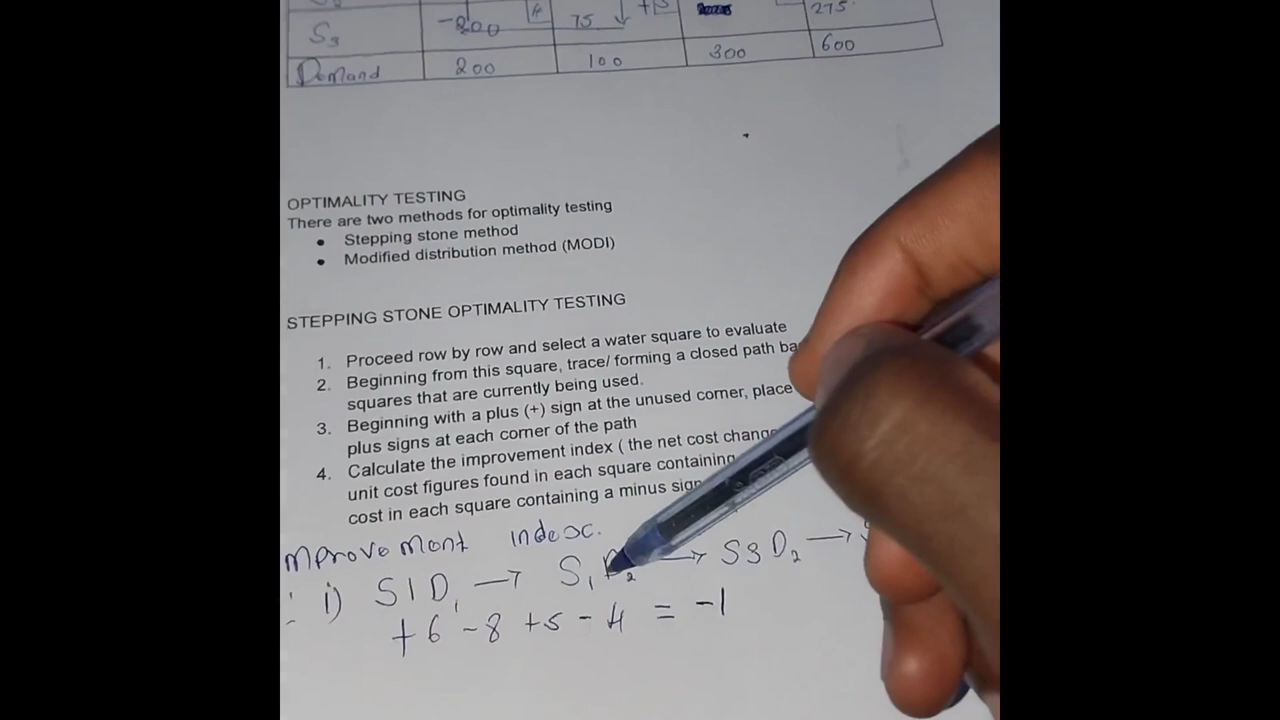 S3 -200 4 75 +5 275
Demand 200 100 300 600
OPTIMALITY TESTING
There are two methods for optimality testing
• Stepping stone method
• Modified distribution method (MODI)
STEPPING STONE OPTIMALITY TESTING
1. Proceed row by row and select a water square to evaluate
2. Beginning from this square, trace/ forming a closed path
squares that are currently being used.
3. Beginning with a plus (+) sign at the unused corner, place
plus signs at each corner of the path
4. Calculate the improvement index ( the net cost change
unit cost figures found in each square containing
cost in each square containing a minus sign
mprovement index.
i) S1D1 → S1D2 → S3D2 →
+6 -8 +5 - 4 = -1